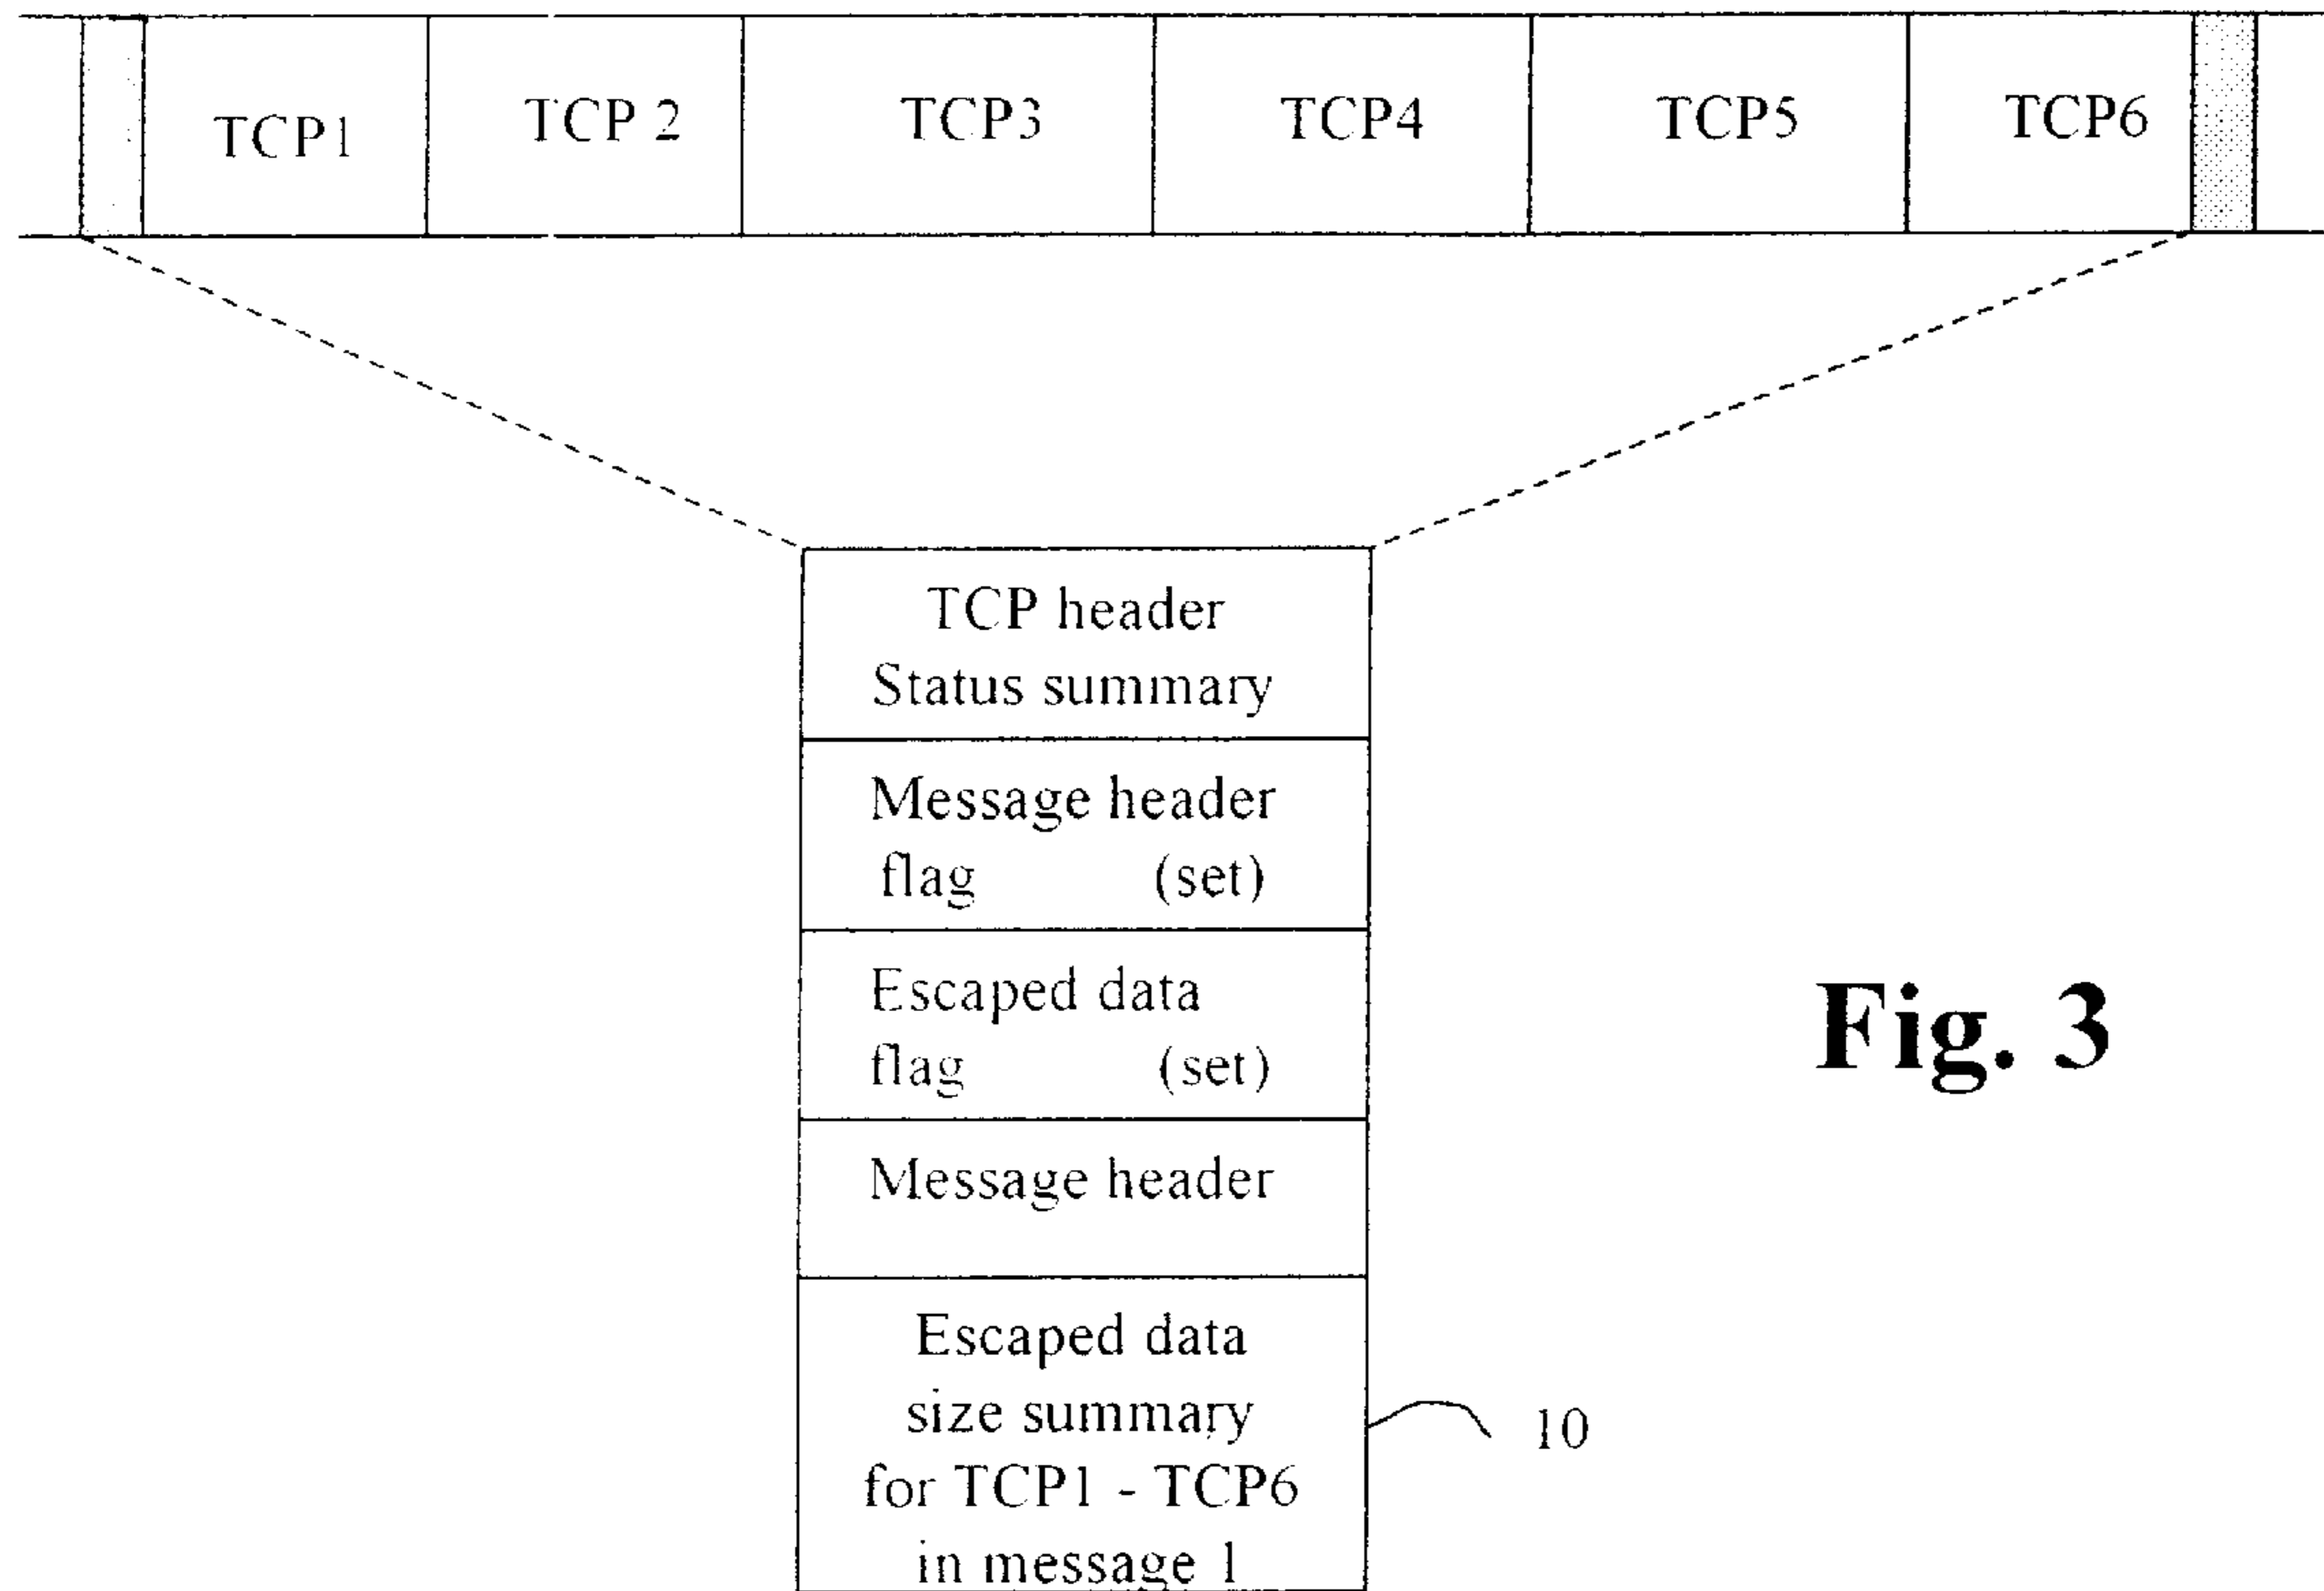 TCP1 TCP 2 TCP3 TCP4 TCP5 TCP6
TCP header
Status summary
Message header
flag (set)
Escaped data
flag (set)
Message header
Escaped data
size summary
for TCP1 - TCP6
in message 1
10
Fig. 3